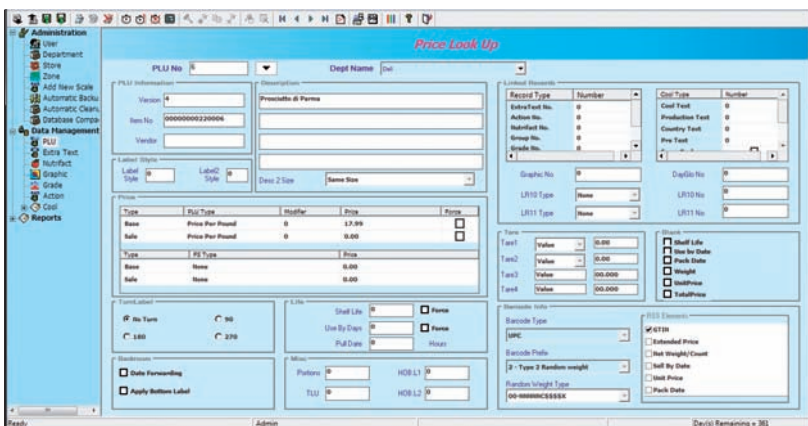 Administration
User
Department
Store
Zone
Add New Scale
Automatic Backu
Automatic Clean
Database Compa
Data Management
PLU
Extra Text
Nutrifact
Graphic
Grade
Action
Cool
Reports
Price Look Up
PLU No 6 Dept Name Deli
PLU Information
Version 4
Item No 00000000220006
Vendor
Description
Prosciutto di Parma
Label Style
Label Style 0 Label2 Style 0
Desc 2 Size Same Size
Linked Records
Record Type Number
ExtraText No. 0
Action No. 0
Nutrifact No. 0
Group No. 0
Grade No. 0
Cool Type Number
Cool Text 0
Production Text 0
Country Text 0
Pre Text 0
Graphic No 0 DayGlo No 0
LR10 Type None LR10 No 0
LR11 Type None LR11 No 0
Price
Type PLU Type Modifier Price Force
Base Price Per Pound 0 17.99
Sale Price Per Pound 0 0.00
Type FS Type Price
Base None 0.00
Sale None 0.00
Tare
Tare1 Value 0.00
Tare2 Value 0.00
Tare3 Value 00.000
Tare4 Value 00.000
Blank
Shelf Life
Use by Date
Pack Date
Weight
UnitPrice
TotalPrice
TurnLabel
No Turn 90
180 270
Life
Shelf Life 0 Force
Use By Days 0 Force
Pull Date 0 Hours
Backroom
Date Forwarding
Apply Bottom Label
Misc
Portions 0 HOB L1 0
TLU 0 HOB L2 0
Barcode Info
Barcode Type
UPC
Barcode Prefix
2 - Type 2 Random weight
Random Weight Type
RSS Elements
GTIN
Extended Price
Net Weight/Count
Sell By Date
Unit Price
Pack Date
Ready Admin Day(s) Remaining = 361